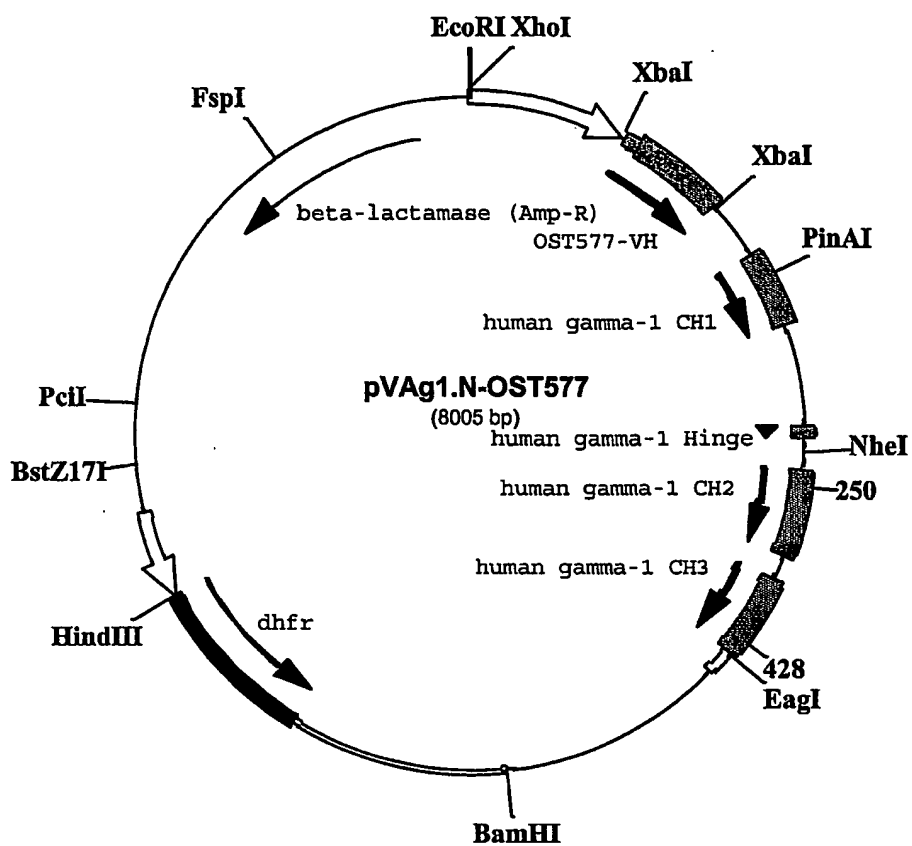 EcoRI XhoI
XbaI
FspI
XbaI
beta-lactamase (Amp-R)
OST577-VH
PinAI
human gamma-1 CH1
pVAg1.N-OST577
(8005 bp)
PciI
human gamma-1 Hinge
NheI
BstZ17I
human gamma-1 CH2
250
human gamma-1 CH3
dhfr
HindIII
428
EagI
BamHI